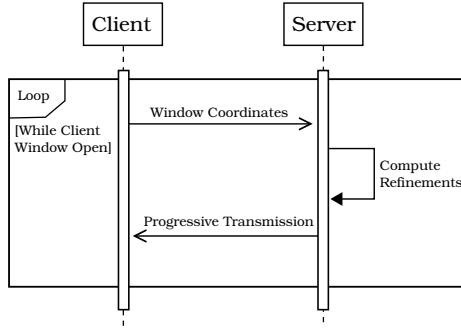 Client
Server
Loop
[While Client
Window Open]
Window Coordinates
Compute
Refinements
Progressive Transmission